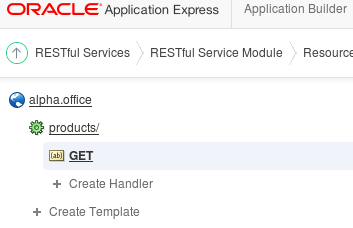 ORACLE Application Express Application Builder
RESTful Services RESTful Service Module Resource
alpha.office
products/
GET
Create Handler
Create Template